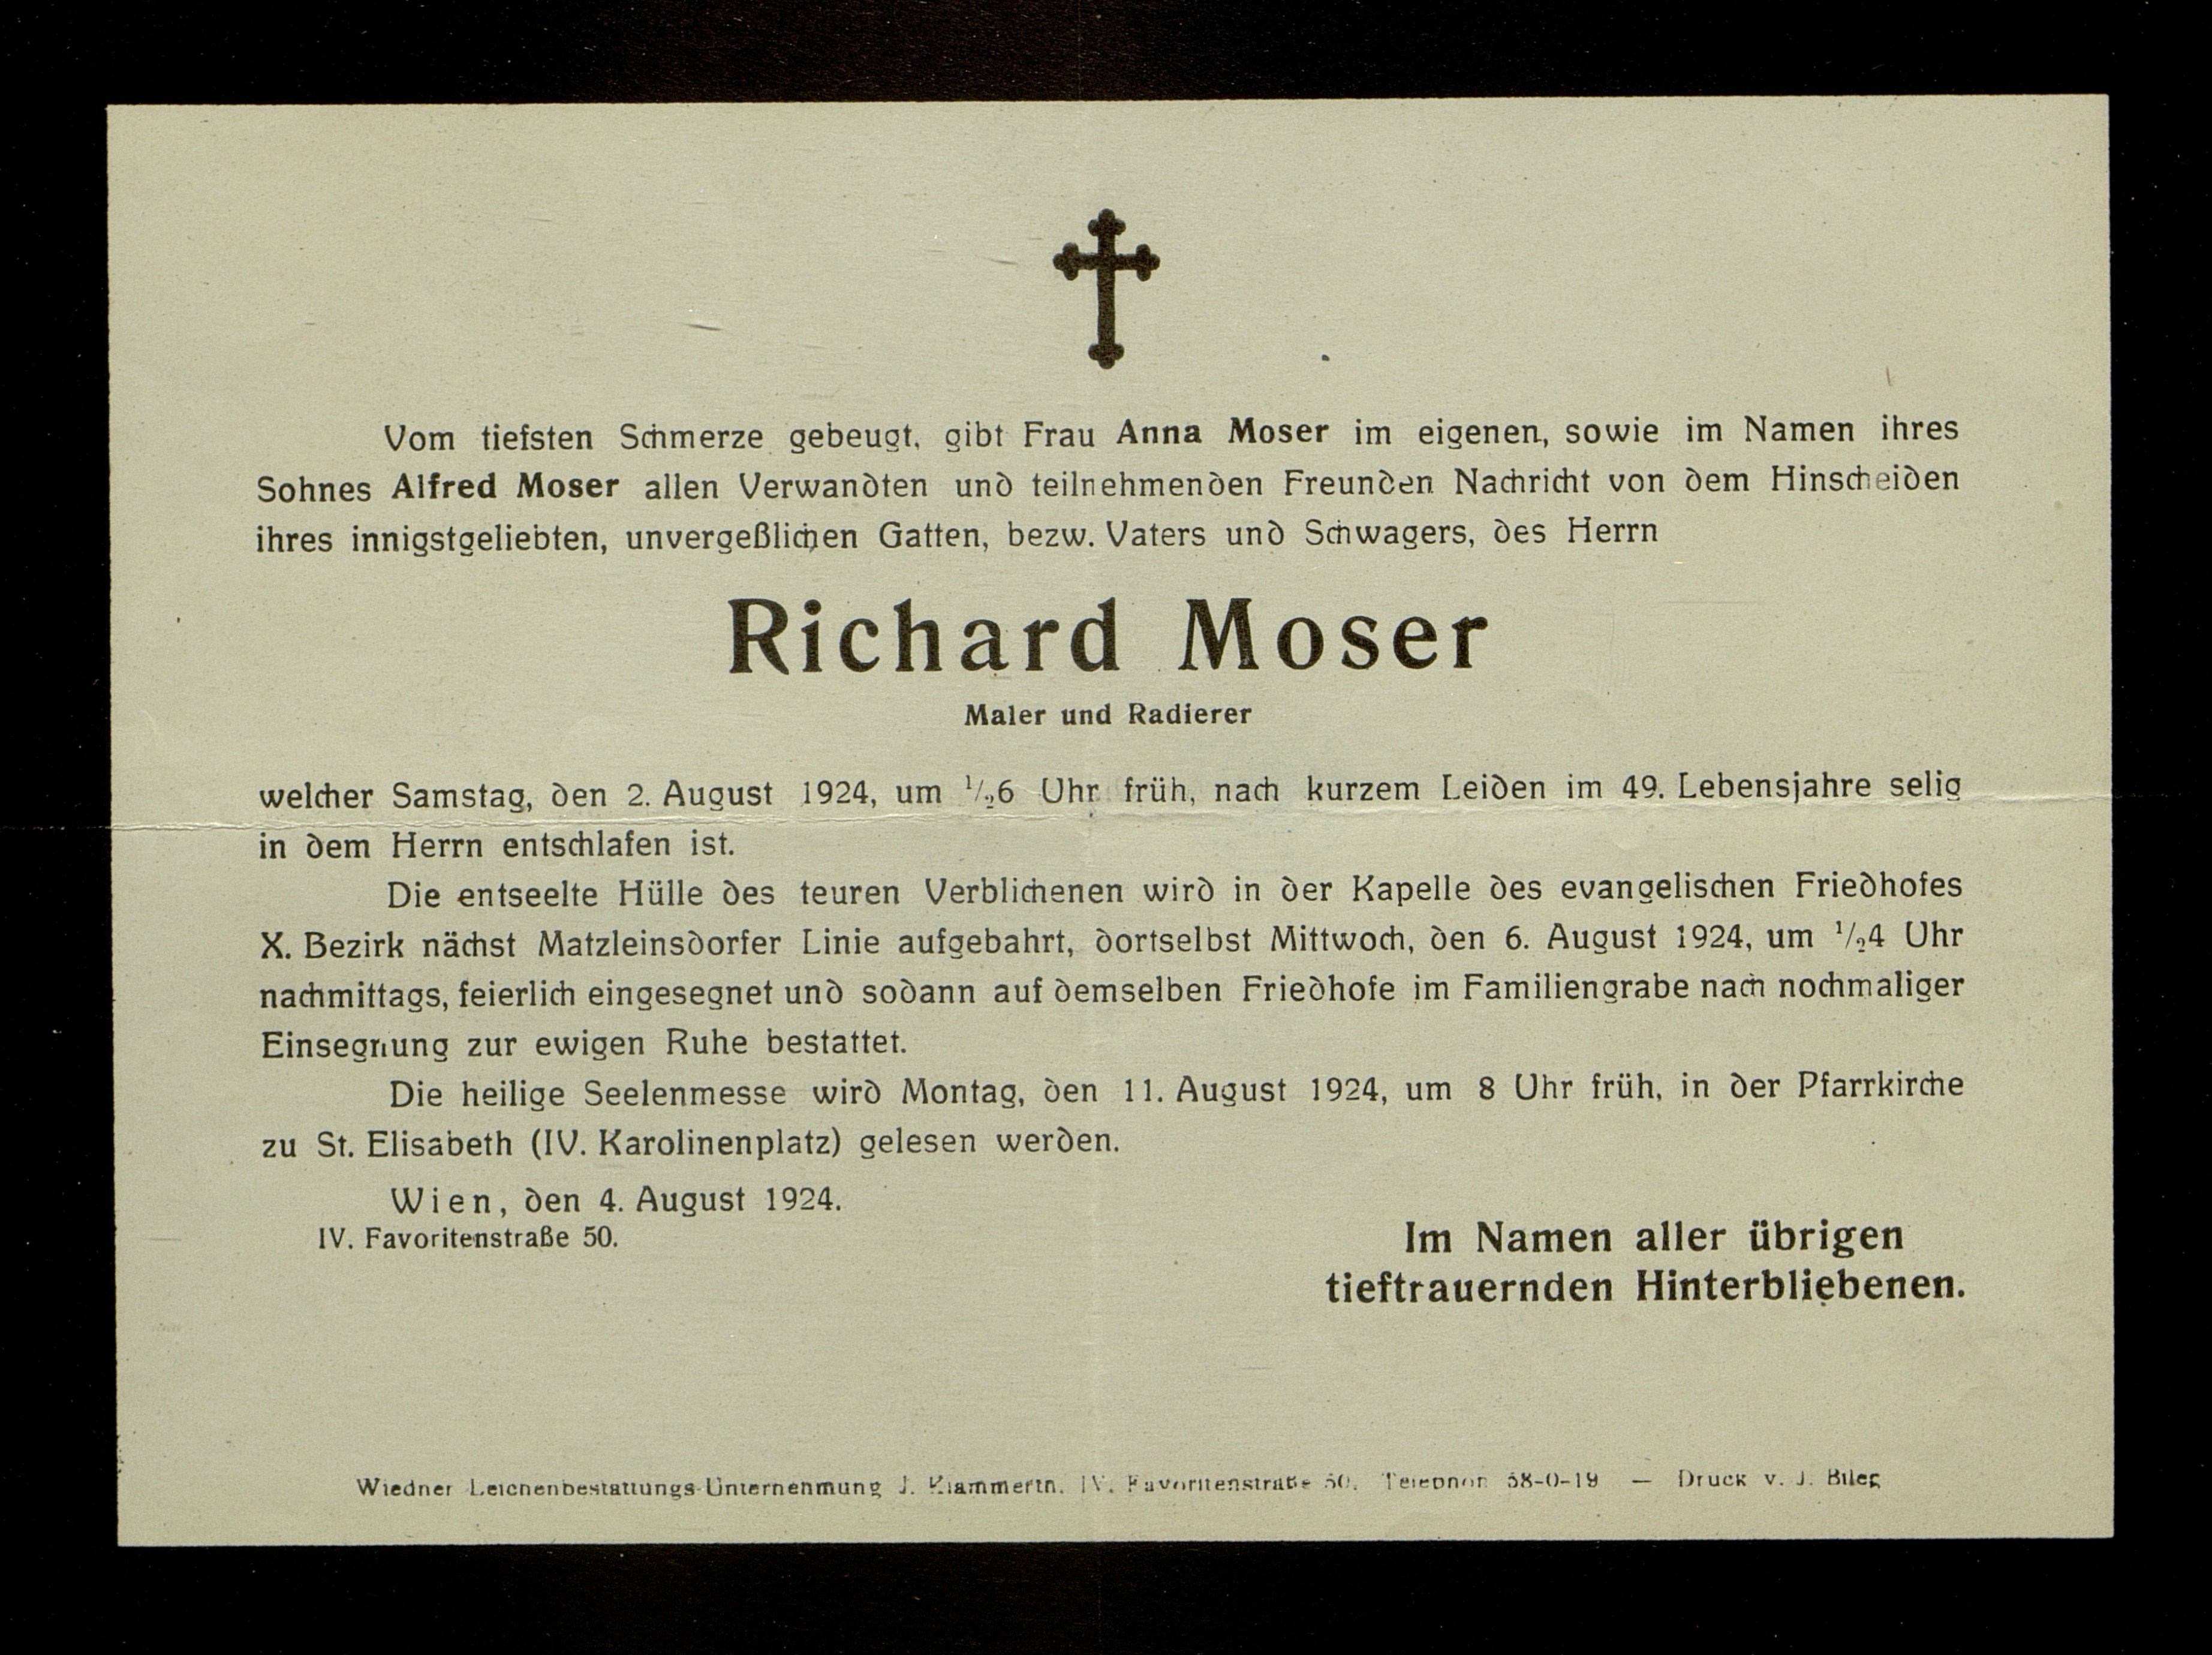 Vom tiefsten Schmerze gebeugt, gibt Frau Anna Moser im eigenen, sowie im Namen ihres
Sohnes Alfred Moser allen Verwandten und teilnehmenden Freunden Nachricht von dem Hinscheiden
ihres innigstgeliebten, unvergeßlichen Gatten, bezw. Vaters und Schwagers, des Herrn
Richard Moser
Maler und Radierer
welcher Samstag, den 2. August 1924, um 1/26 Uhr früh, nach kurzem Leiden im 49. Lebensjahre selig
in dem Herrn entschlafen ist.
Die entseelte Hülle des teuren Verblichenen wird in der Kapelle des evangelischen Friedhofes
X. Bezirk nächst Matzleinsdorfer Linie aufgebahrt, dortselbst Mittwoch, den 6. August 1924, um 1/24 Uhr
nachmittags, feierlich eingesegnet und sodann auf demselben Friedhofe im Familiengrabe nach nochmaliger
Einsegnung zur ewigen Ruhe bestattet.
Die heilige Seelenmesse wird Montag, den 11. August 1924, um 8 Uhr früh, in der Pfarrkirche
zu St. Elisabeth (IV. Karolinenplatz) gelesen werden.
Wien, den 4. August 1924.
IV. Favoritenstraße 50.
Im Namen aller übrigen
tieftrauernden Hinterbliebenen.
Wiedner Leichenbestattungs-Unternehmung J. IV. Favoritenstraße 50. Telephon — Druck v. J.